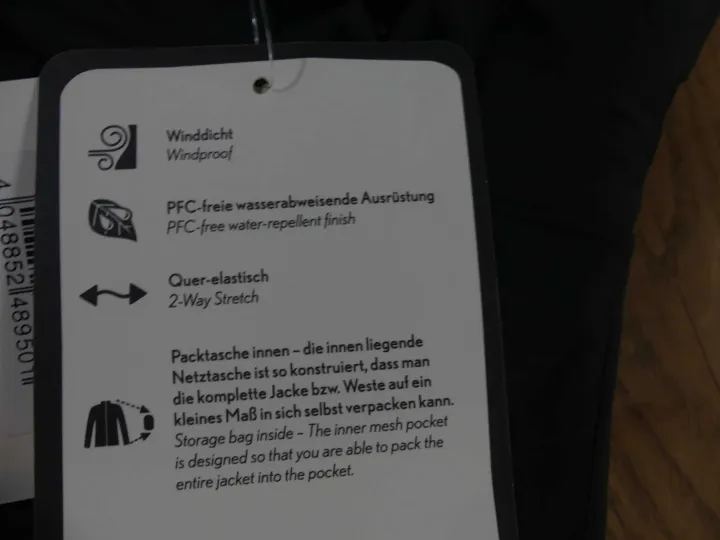 Winddicht
Windproof
PFC-freie wasserabweisende Ausrüstung
PFC-free water-repellent finish
Quer-elastisch
2-Way Stretch
Packtasche innen – die innen liegende
Netztasche ist so konstruiert, dass man
die komplette Jacke bzw. Weste auf ein
kleines Maß in sich selbst verpacken kann.
Storage bag inside – The inner mesh pocket
is designed so that you are able to pack the
entire jacket into the pocket.
4 048852 489501